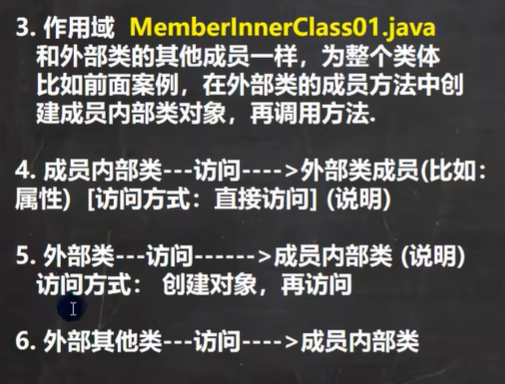 3. 作用域 MemberInnerClass01.java
和外部类的其他成员一样，为整个类体
比如前面案例，在外部类的成员方法中创
建成员内部类对象，再调用方法.
4. 成员内部类---访问---->外部类成员(比如：
属性) [访问方式：直接访问] (说明)
5. 外部类---访问------>成员内部类 (说明)
访问方式： 创建对象，再访问
6. 外部其他类---访问---->成员内部类